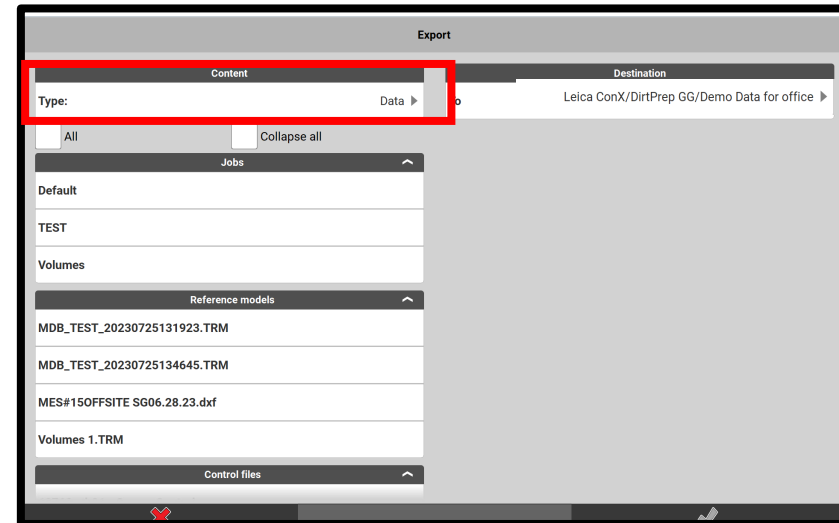 Export
Content
Type: Data
All Collapse all
Jobs
Default
TEST
Volumes
Reference models
MDB_TEST_20230725131923.TRM
MDB_TEST_20230725134645.TRM
MES#15OFFSITE SG06.28.23.dxf
Volumes 1.TRM
Control files
Destination
Leica ConX/DirtPrep GG/Demo Data for office